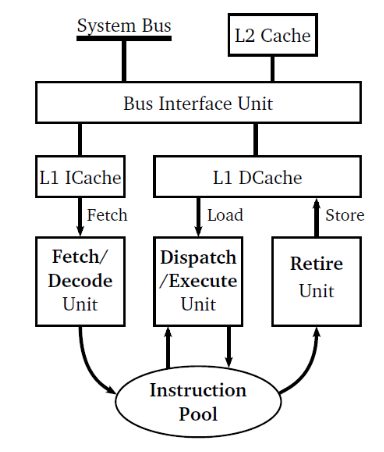 System Bus
L2 Cache
Bus Interface Unit
L1 ICache
L1 DCache
Fetch
Load
Store
Fetch/
Decode
Unit
Dispatch
/Execute
Unit
Retire
Unit
Instruction
Pool